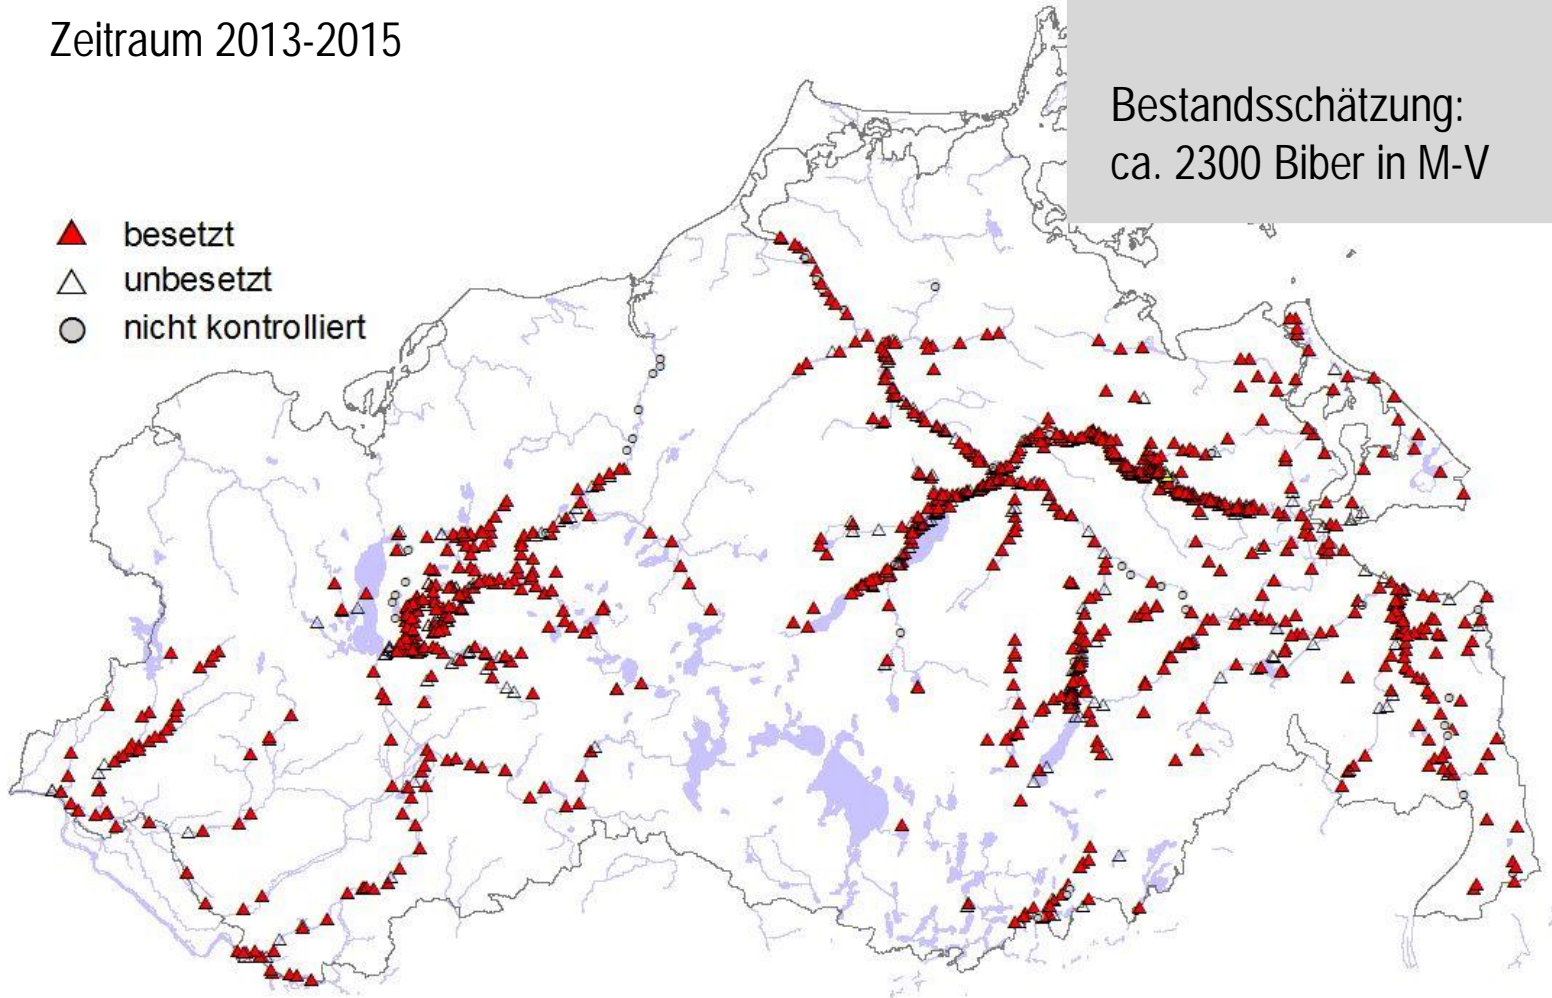 Zeitraum 2013-2015
Bestandsschätzung:
ca. 2300 Biber in M-V
besetzt
unbesetzt
nicht kontrolliert